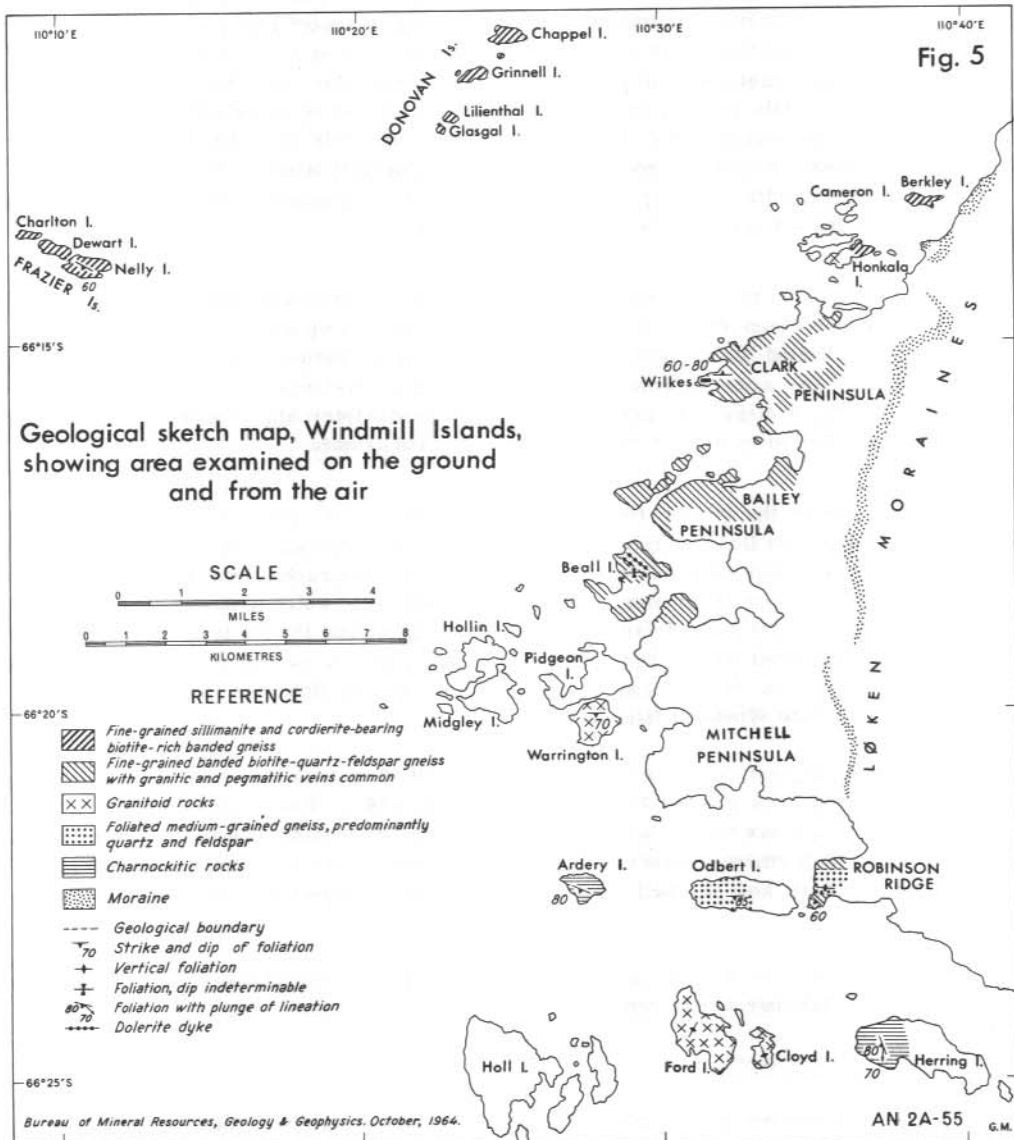 110°10'E
110°20'E
110°30'E
110°40'E
Fig. 5
Chappel I.
Grinnell I.
DONOVAN Is.
Lilienthal I.
Glasgal I.
Cameron I.
Berkley I.
Charlton I.
Dewart I.
Nelly I.
60
FRAZIER Is.
Honkala
I.
66°15'S
60-80
Wilkes
CLARK
PENINSULA
LØKEN MORAINES
Geological sketch map, Windmill Islands,
showing area examined on the ground
and from the air
BAILEY
PENINSULA
Beall I.
SCALE
0 1 2 3 4
MILES
0 1 2 3 4 5 6 7 8
KILOMETRES
Hollin I.
Pidgeon
I.
Midgley I.
70
Warrington I.
66°20'S
MITCHELL
PENINSULA
REFERENCE
Fine-grained sillimanite and cordierite-bearing
biotite-rich banded gneiss
Fine-grained banded biotite-quartz-feldspar gneiss
with granitic and pegmatitic veins common
Granitoid rocks
Foliated medium-grained gneiss, predominantly
quartz and feldspar
Charnockitic rocks
Moraine
Geological boundary
70 Strike and dip of foliation
Vertical foliation
Foliation, dip indeterminable
80 70 Foliation with plunge of lineation
Dolerite dyke
Ardery I.
80
Odbert I.
85
ROBINSON
RIDGE
60
Holl I.
Ford I.
Cloyd I.
80
70
Herring I.
66°25'S
Bureau of Mineral Resources, Geology & Geophysics. October, 1964.
AN 2A-55
G.M.